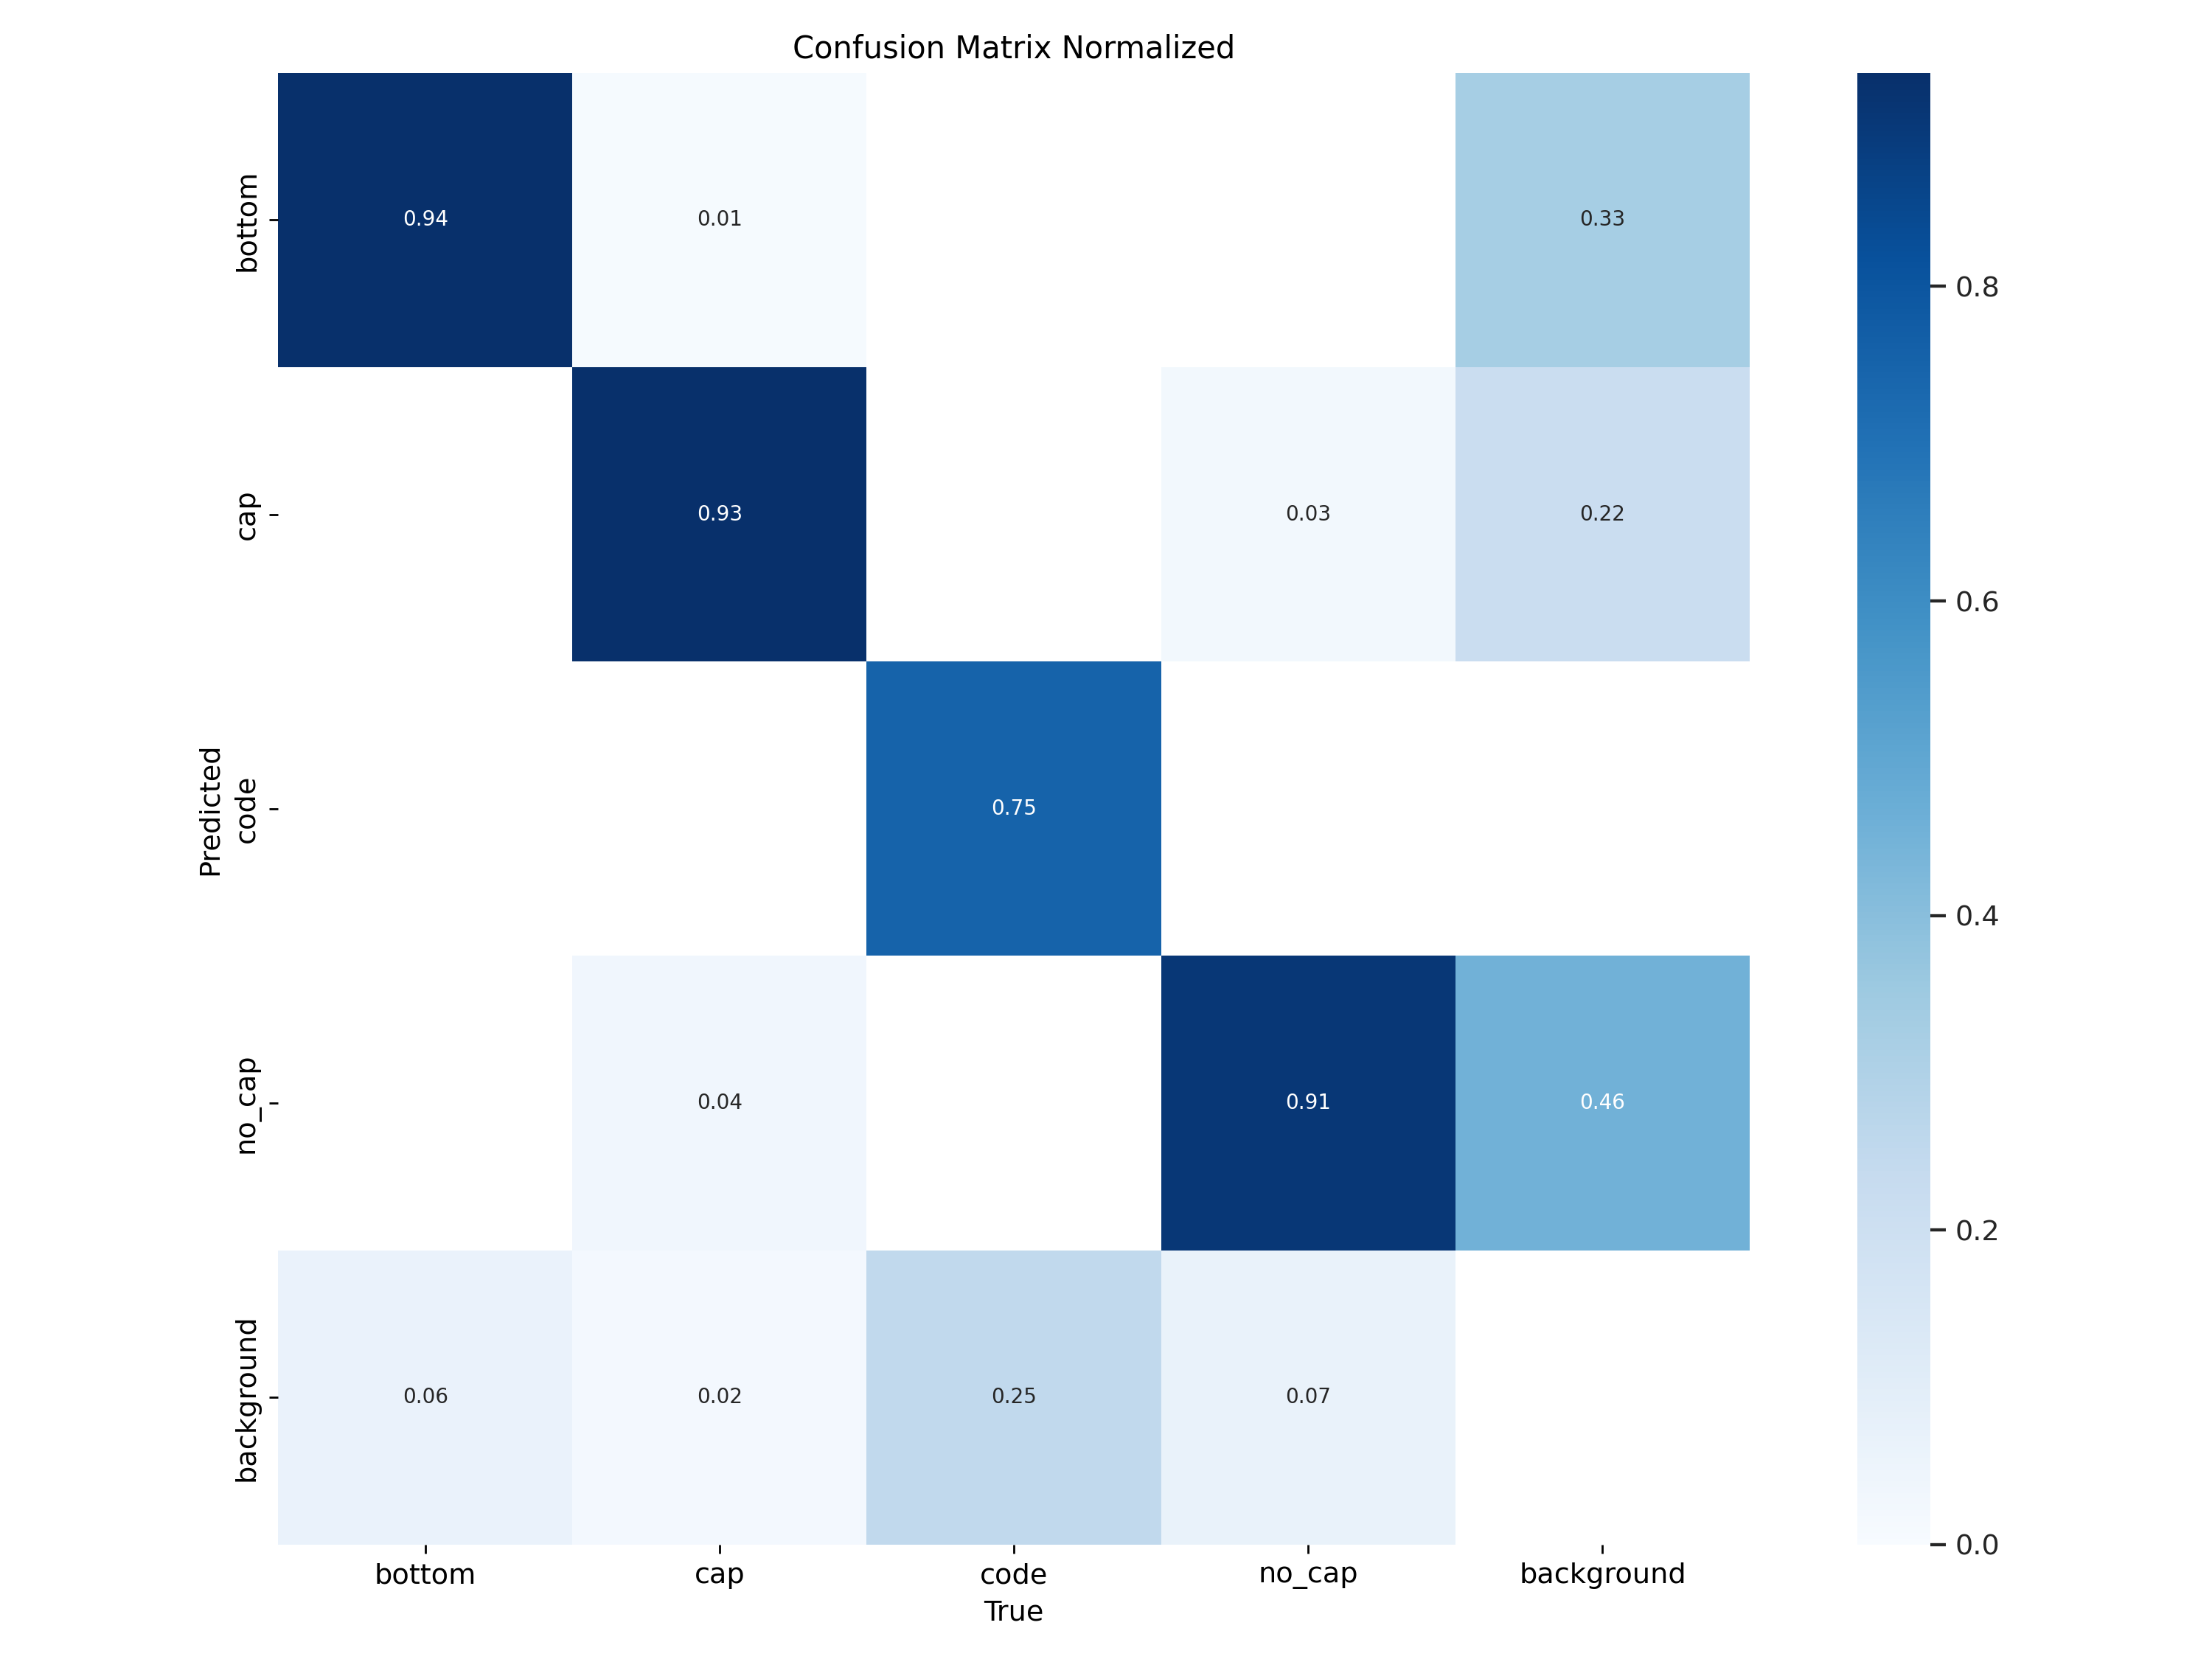 Confusion Matrix Normalized
bottom
0.94
0.01
0.33
0.8
cap
0.93
0.03
0.22
0.6
Predicted
code
0.75
0.4
no_cap
0.04
0.91
0.46
0.2
background
0.06
0.02
0.25
0.07
0.0
bottom
cap
code
no_cap
background
True